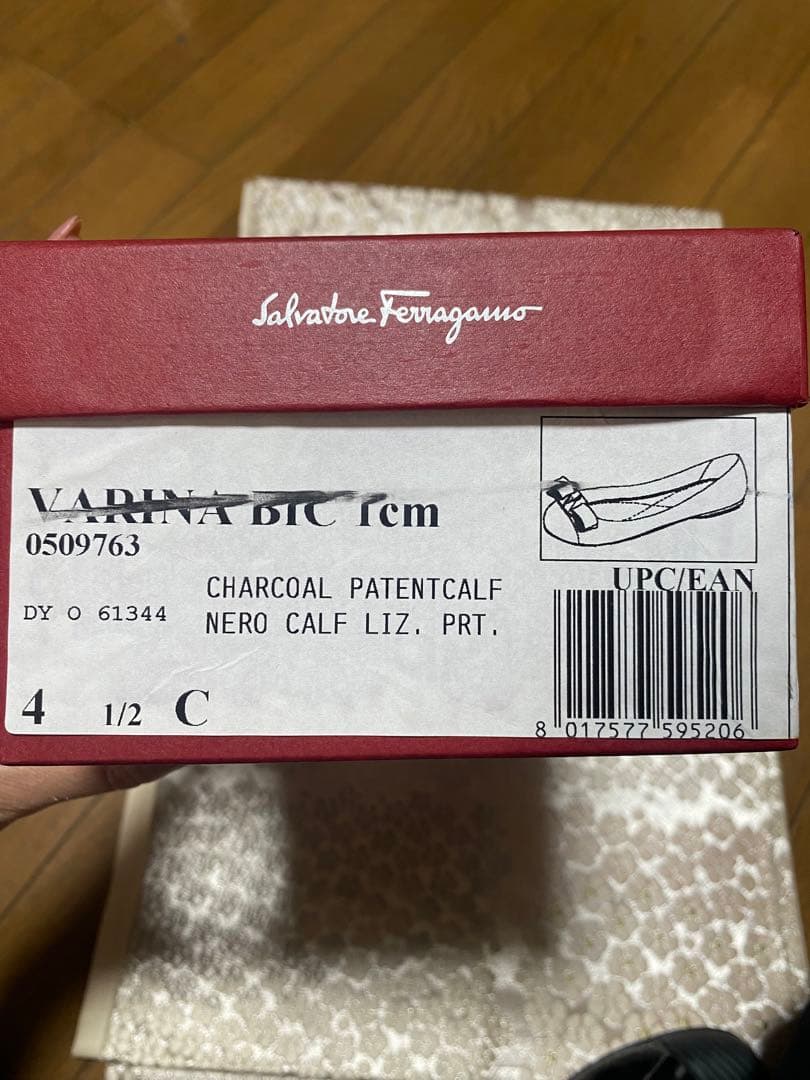 Salvatore Ferragamo
VARINA BIC 1cm
0509763
CHARCOAL PATENTCALF
DY O 61344
NERO CALF LIZ. PRT.
4 1/2 C
UPC/EAN
8 017577 595206